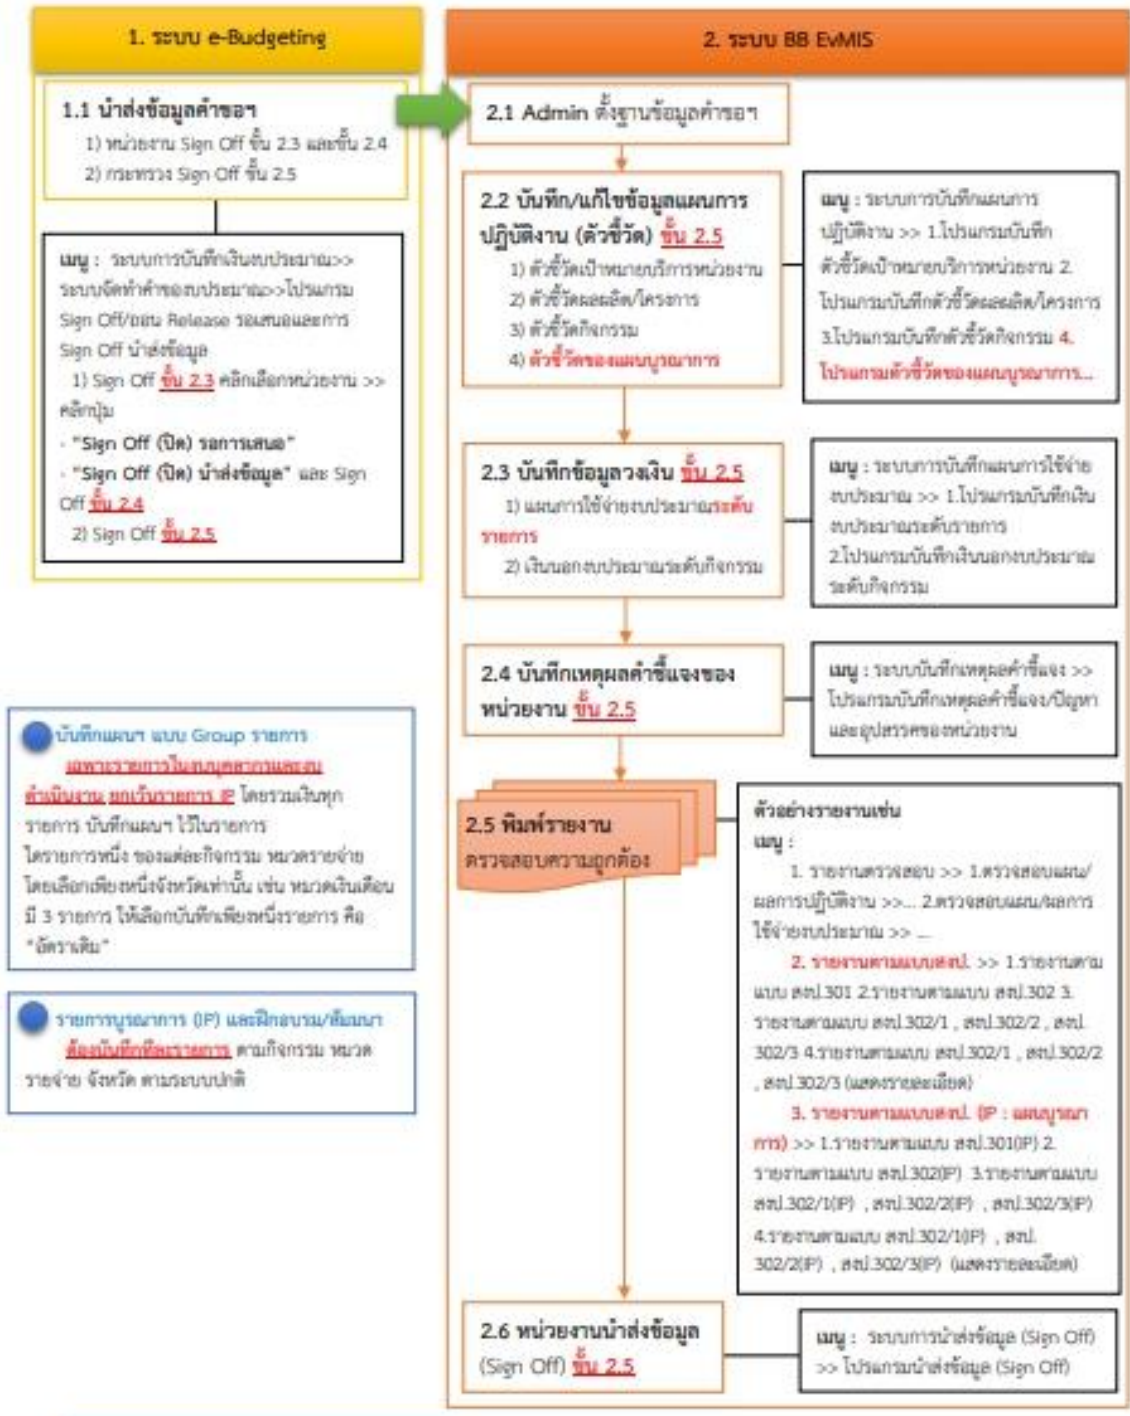 1. ระบบ e-Budgeting
1.1 นำส่งข้อมูลคำขอฯ
1) หน่วยงาน Sign Off ขั้น 2.3 และขั้น 2.4
2) กระทรวง Sign Off ขั้น 2.5
เมนู : ระบบการบันทึกเงินงบประมาณ>>
ระบบจัดทำคำของบประมาณ>>โปรแกรม
Sign Off/ถอน Release รอเสนอและการ
Sign Off นำส่งข้อมูล
1) Sign Off ขั้น 2.3 คลิกเลือกหน่วยงาน >>
คลิกปุ่ม
- "Sign Off (ปิด) รอการเสนอ"
- "Sign Off (ปิด) นำส่งข้อมูล" และ Sign
Off ขั้น 2.4
2) Sign Off ขั้น 2.5
บันทึกแผนฯ แบบ Group รายการ
เฉพาะรายการในงบบุคลากรและงบ
ดำเนินงาน ยกเว้นรายการ IP โดยรวมเงินทุก
รายการ บันทึกแผนฯ ไว้ในรายการ
ใดรายการหนึ่ง ของแต่ละกิจกรรม หมวดรายจ่าย
โดยเลือกเพียงหนึ่งจังหวัดเท่านั้น เช่น หมวดเงินเดือน
มี 3 รายการ ให้เลือกบันทึกเพียงหนึ่งรายการ คือ
"อัตราเดิม"
รายการบูรณาการ (IP) และฝึกอบรม/สัมมนา
ต้องบันทึกทีละรายการ ตามกิจกรรม หมวด
รายจ่าย จังหวัด ตามระบบปกติ
2. ระบบ BB EvMIS
2.1 Admin ตั้งฐานข้อมูลคำขอฯ
2.2 บันทึก/แก้ไขข้อมูลแผนการ
ปฏิบัติงาน (ตัวชี้วัด) ขั้น 2.5
1) ตัวชี้วัดเป้าหมายบริการหน่วยงาน
2) ตัวชี้วัดผลผลิต/โครงการ
3) ตัวชี้วัดกิจกรรม
4) ตัวชี้วัดของแผนบูรณาการ
เมนู : ระบบการบันทึกแผนการ
ปฏิบัติงาน >> 1.โปรแกรมบันทึก
ตัวชี้วัดเป้าหมายบริการหน่วยงาน 2.
โปรแกรมบันทึกตัวชี้วัดผลผลิต/โครงการ
3.โปรแกรมบันทึกตัวชี้วัดกิจกรรม 4.
โปรแกรมตัวชี้วัดของแผนบูรณาการ...
2.3 บันทึกข้อมูลวงเงิน ขั้น 2.5
1) แผนการใช้จ่ายงบประมาณระดับ
รายการ
2) เงินนอกงบประมาณระดับกิจกรรม
เมนู : ระบบการบันทึกแผนการใช้จ่าย
งบประมาณ >> 1.โปรแกรมบันทึกเงิน
งบประมาณระดับรายการ
2.โปรแกรมบันทึกเงินนอกงบประมาณ
ระดับกิจกรรม
2.4 บันทึกเหตุผลคำชี้แจงของ
หน่วยงาน ขั้น 2.5
เมนู : ระบบบันทึกเหตุผลคำชี้แจง >>
โปรแกรมบันทึกเหตุผลคำชี้แจง/ปัญหา
และอุปสรรคของหน่วยงาน
2.5 พิมพ์รายงาน
ตรวจสอบความถูกต้อง
ตัวอย่างรายงานเช่น
เมนู :
1. รายงานตรวจสอบ >> 1.ตรวจสอบแผน/
ผลการปฏิบัติงาน >>... 2.ตรวจสอบแผน/ผลการ
ใช้จ่ายงบประมาณ >> ...
2. รายงานตามแบบสงป. >> 1.รายงานตาม
แบบ สงป.301 2.รายงานตามแบบ สงป.302 3.
รายงานตามแบบ สงป.302/1 , สงป.302/2 , สงป.
302/3 4.รายงานตามแบบ สงป.302/1 , สงป.302/2
, สงป.302/3 (แสดงรายละเอียด)
3. รายงานตามแบบสงป. (IP : แผนบูรณา
การ) >> 1.รายงานตามแบบ สงป.301(IP) 2.
รายงานตามแบบ สงป.302(IP) 3.รายงานตามแบบ
สงป.302/1(IP) , สงป.302/2(IP) , สงป.302/3(IP)
4.รายงานตามแบบ สงป.302/1(IP) , สงป.
302/2(IP) , สงป.302/3(IP) (แสดงรายละเอียด)
2.6 หน่วยงานนำส่งข้อมูล
(Sign Off) ขั้น 2.5
เมนู : ระบบการนำส่งข้อมูล (Sign Off)
>> โปรแกรมนำส่งข้อมูล (Sign Off)